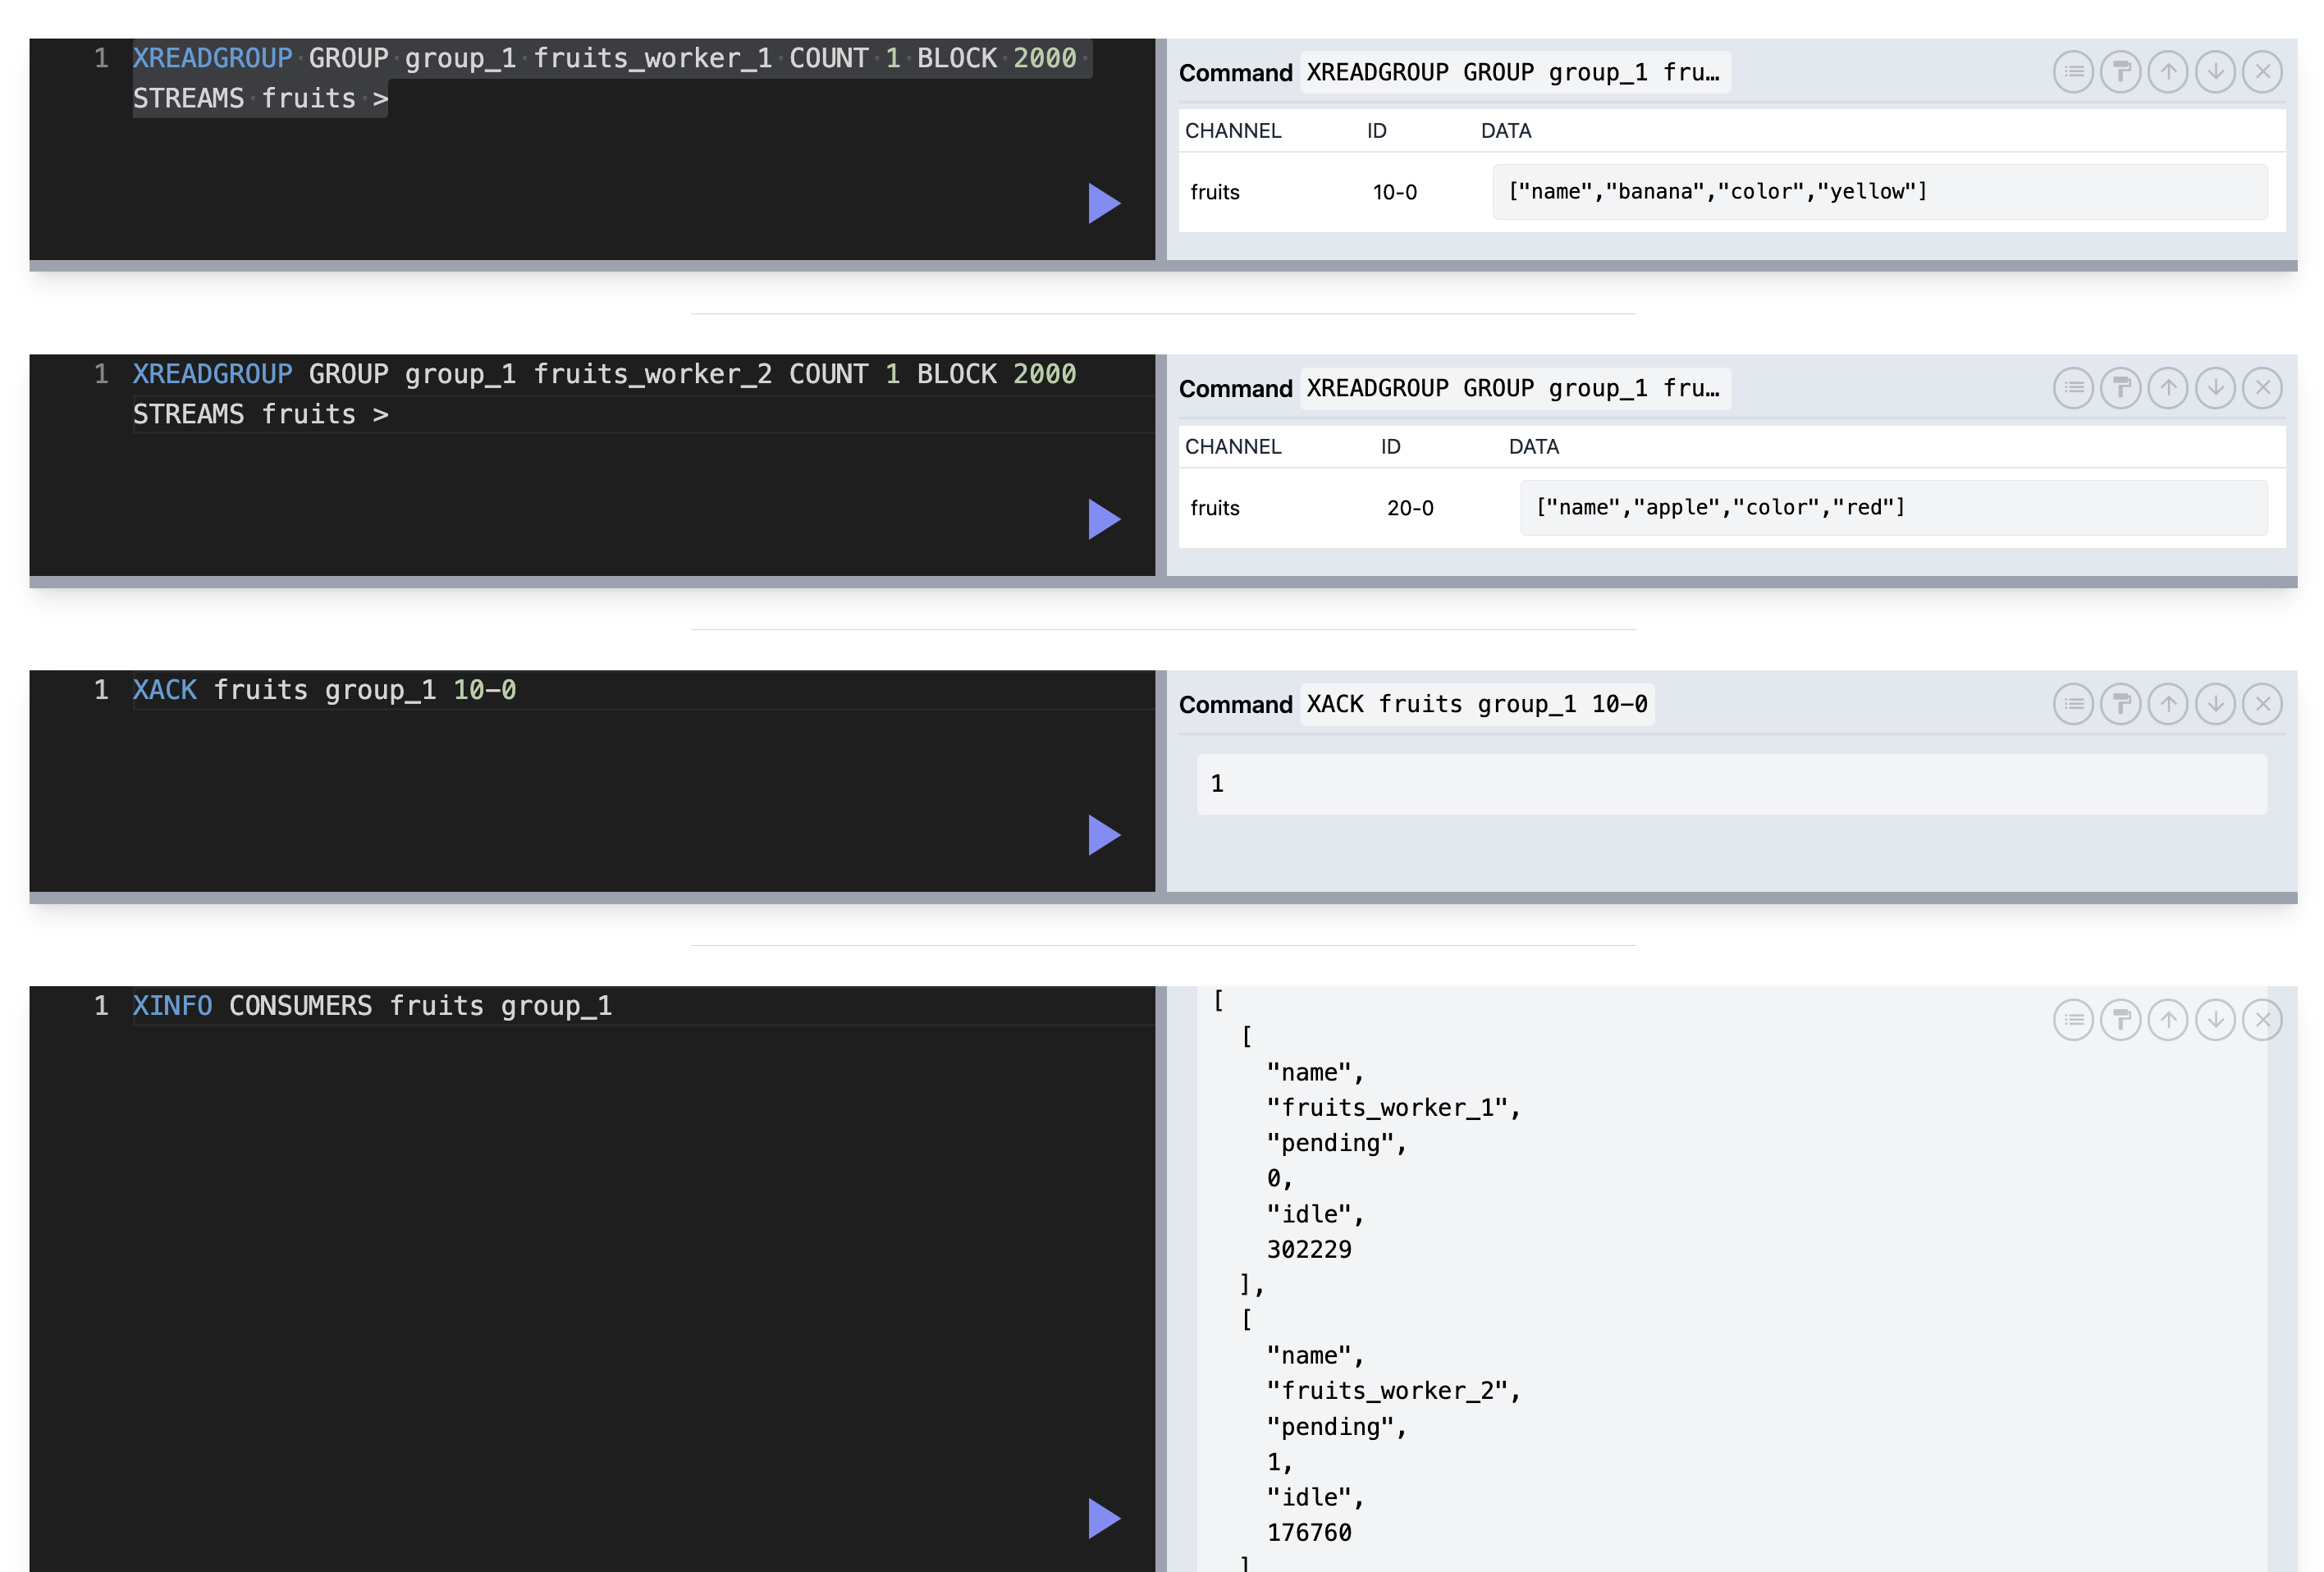 1 XREADGROUP GROUP group_1 fruits_worker_1 COUNT 1 BLOCK 2000
STREAMS fruits >
Command XREADGROUP GROUP group_1 fru…
CHANNEL ID DATA
fruits 10-0 ["name","banana","color","yellow"]
1 XREADGROUP GROUP group_1 fruits_worker_2 COUNT 1 BLOCK 2000
STREAMS fruits >
Command XREADGROUP GROUP group_1 fru…
CHANNEL ID DATA
fruits 20-0 ["name","apple","color","red"]
1 XACK fruits group_1 10-0
Command XACK fruits group_1 10-0
1
1 XINFO CONSUMERS fruits group_1
[
[
"name",
"fruits_worker_1",
"pending",
0,
"idle",
302229
],
[
"name",
"fruits_worker_2",
"pending",
1,
"idle",
176760
]